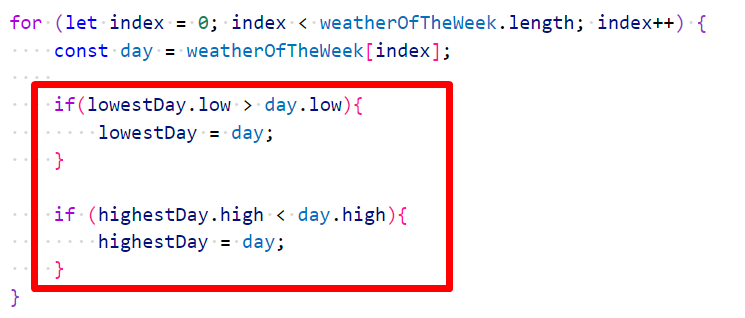 for (let index = 0; index < weatherOfTheWeek.length; index++) {
const day = weatherOfTheWeek[index];
if(lowestDay.low > day.low){
lowestDay = day;
}
if (highestDay.high < day.high){
highestDay = day;
}
}